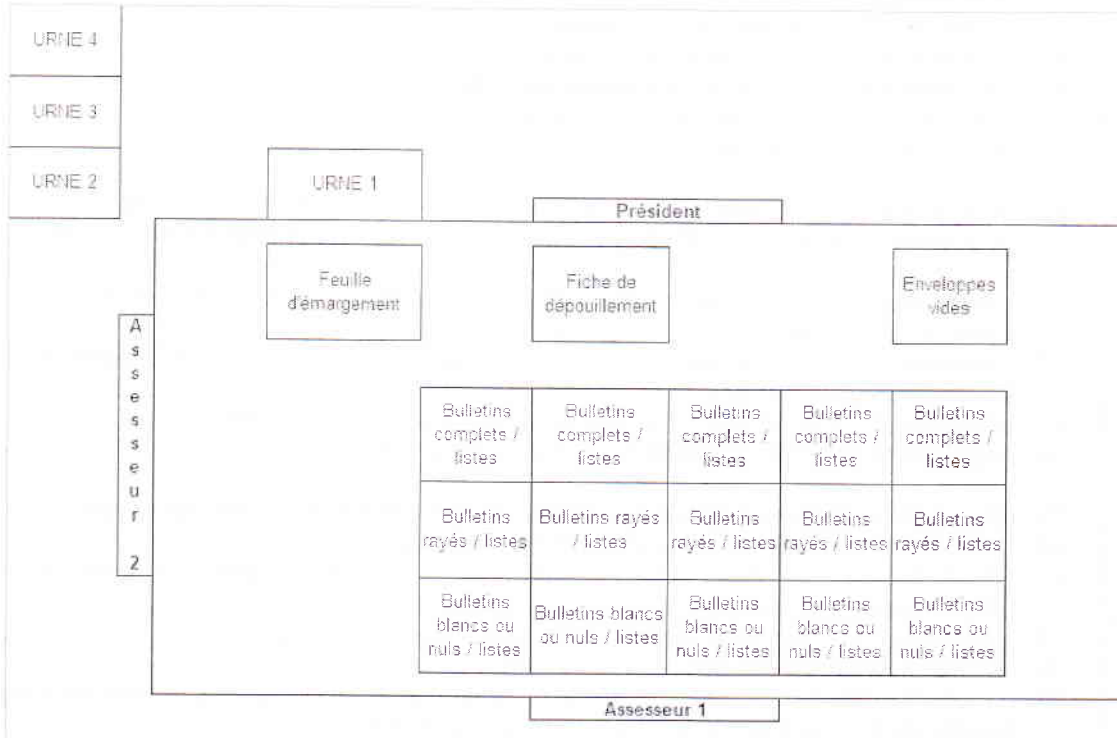 URNE 4
URNE 3
URNE 2
URNE 1
Président
Feuille
d'émargement
Fiche de
dépouillement
Enveloppes
vides
Assesseur 2
Bulletins
complets /
listes
Bulletins
complets /
listes
Bulletins
complets /
listes
Bulletins
complets /
listes
Bulletins
complets /
listes
Bulletins
rayés / listes
Bulletins rayés
/ listes
Bulletins
rayés / listes
Bulletins
rayés / listes
Bulletins
rayés / listes
Bulletins
blancs ou
nuls / listes
Bulletins blancs
ou nuls / listes
Bulletins
blancs ou
nuls / listes
Bulletins
blancs ou
nuls / listes
Bulletins
blancs ou
nuls / listes
Assesseur 1